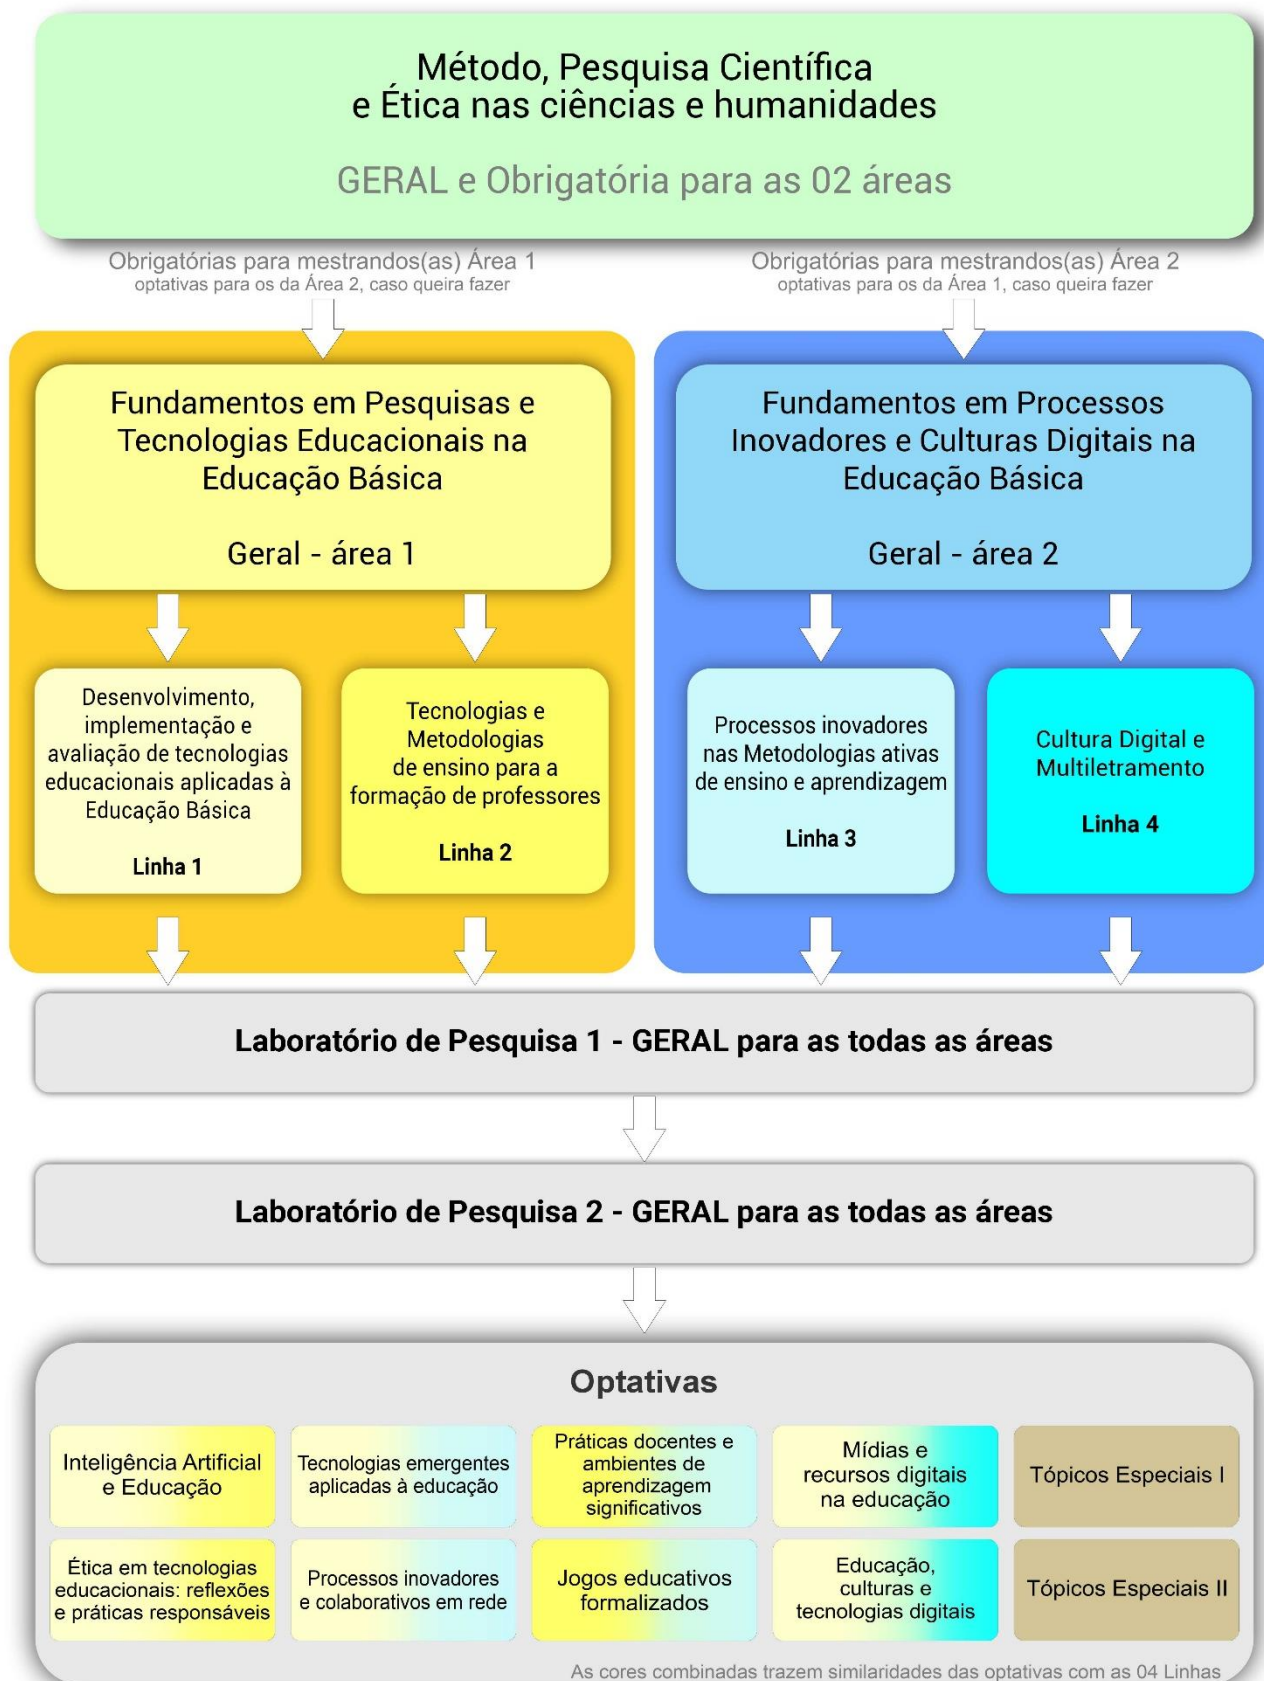 Método, Pesquisa Científica
e Ética nas ciências e humanidades
GERAL e Obrigatória para as 02 áreas
Obrigatórias para mestrandos(as) Área 1
optativas para os da Área 2, caso queira fazer
Obrigatórias para mestrandos(as) Área 2
optativas para os da Área 1, caso queira fazer
Fundamentos em Pesquisas e
Tecnologias Educacionais na
Educação Básica
Geral - área 1
Fundamentos em Processos
Inovadores e Culturas Digitais na
Educação Básica
Geral - área 2
Desenvolvimento,
implementação e
avaliação de tecnologias
educacionais aplicadas à
Educação Básica
Linha 1
Tecnologias e
Metodologias
de ensino para a
formação de professores
Linha 2
Processos inovadores
nas Metodologias ativas
de ensino e aprendizagem
Linha 3
Cultura Digital e
Multiletramento
Linha 4
Laboratório de Pesquisa 1 - GERAL para as todas as áreas
Laboratório de Pesquisa 2 - GERAL para as todas as áreas
Optativas
Inteligência Artificial
e Educação
Tecnologias emergentes
aplicadas à educação
Práticas docentes e
ambientes de
aprendizagem
significativos
Mídias e
recursos digitais
na educação
Tópicos Especiais I
Ética em tecnologias
educacionais: reflexões
e práticas responsáveis
Processos inovadores
e colaborativos em rede
Jogos educativos
formalizados
Educação,
culturas e
tecnologias digitais
Tópicos Especiais II
As cores combinadas trazem similaridades das optativas com as 04 Linhas